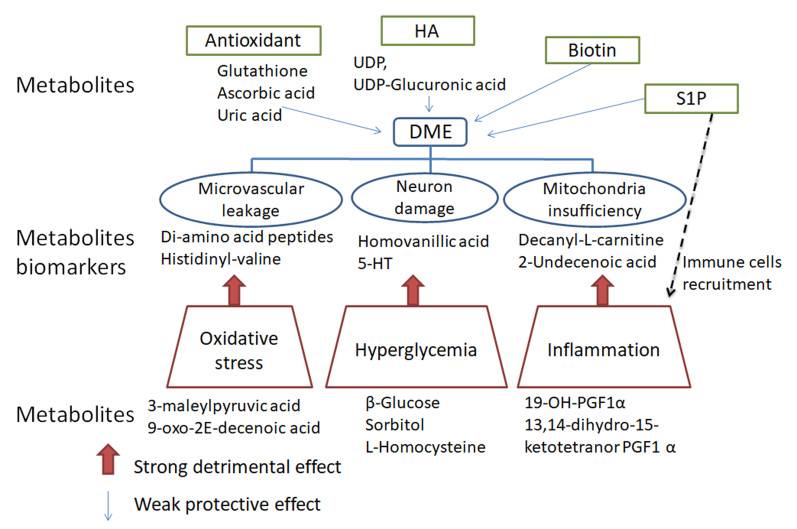 Antioxidant
HA
Biotin
Metabolites
Glutathione
Ascorbic acid
Uric acid
UDP,
UDP-Glucuronic acid
S1P
DME
Microvascular
leakage
Neuron
damage
Mitochondria
insufficiency
Metabolites
biomarkers
Di-amino acid peptides
Histidinyl-valine
Homovanillic acid
5-HT
Decanyl-L-carnitine
2-Undecenoic acid
Immune cells
recruitment
Oxidative
stress
Hyperglycemia
Inflammation
Metabolites
3-maleylpyruvic acid
9-oxo-2E-decenoic acid
β-Glucose
Sorbitol
L-Homocysteine
19-OH-PGF1α
13,14-dihydro-15-
ketotetranor PGF1 α
Strong detrimental effect
Weak protective effect